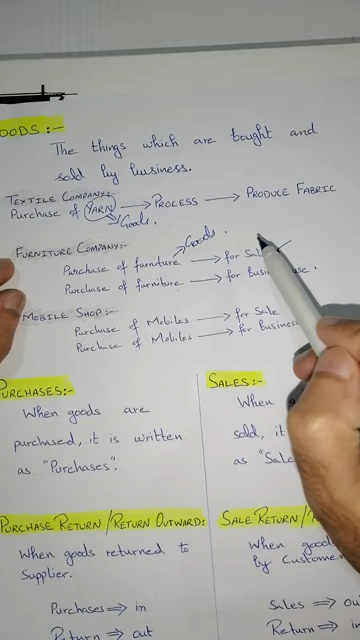 OODS:-
The things which are bought and
sold by business.
TEXTILE COMPANY:-
Purchase of YARN → PROCESS → PRODUCE FABRIC
Goods.
FURNITURE COMPANY:-
Goods.
Purchase of furniture → for Sale
Purchase of furniture → for Business use.
MOBILE SHOP:-
Purchase of Mobiles → for Sale
Purchase of Mobiles → for Business
PURCHASES:-
When goods are
purchased, it is written
as "Purchases".
SALES:-
When
sold, it
as "Sale
PURCHASE RETURN/RETURN OUTWARD:
When goods returned to
Supplier.
Purchases ⇒ in
Return ⇒ out
SALE RETURN/
When good
by Custome
Sales ⇒ ou
Return ⇒ in